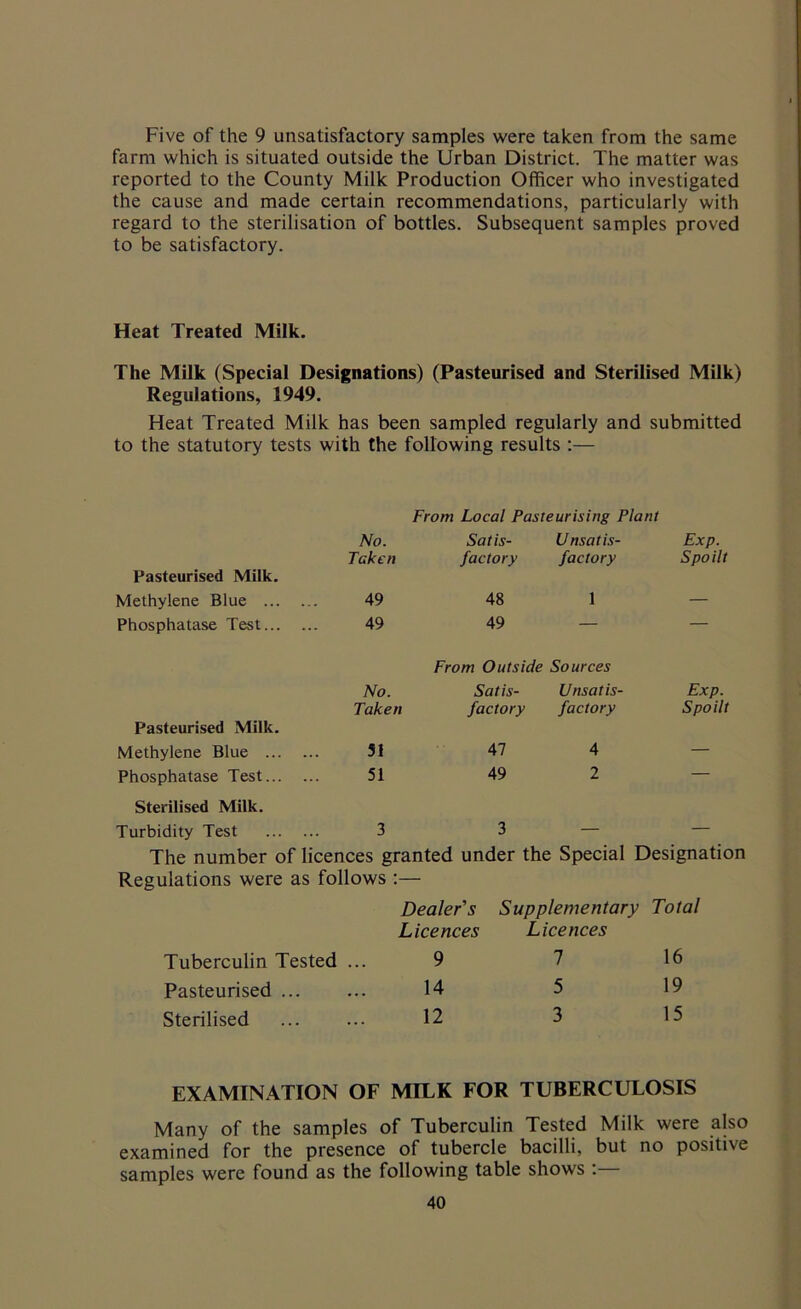 Five of the 9 unsatisfactory samples were taken from the same
farm which is situated outside the Urban District. The matter was
reported to the County Milk Production Officer who investigated
the cause and made certain recommendations, particularly with
regard to the sterilisation of bottles. Subsequent samples proved
to be satisfactory.
Heat Treated Milk.
The Milk (Special Designations) (Pasteurised and Sterilised Milk)
Regulations, 1949.
Heat Treated Milk has been sampled regularly and submitted
to the statutory tests with the following results :—
From Local Pasteurising Plant
No. Satis- Unsatis- Exp.
Taken factory factory Spoilt
Pasteurised Milk.
Methylene Blue ... ... 49 48 1 —
Phosphatase Test... ... 49 49 — —
From Outside Sources
No. Satis- Unsatis- Exp.
Taken factory factory Spoilt
Pasteurised Milk.
Methylene Blue ... ... 51 47 4 —
Phosphatase Test... ... 51 49 2 —
Sterilised Milk.
Turbidity Test ... ... 3 3 — —
The number of licences granted under the Special Designation
Regulations were as follows :—
Dealer's Supplementary Total
Licences Licences
Tuberculin Tested ... 9 7 16
Pasteurised ... ... 14 5 19
Sterilised ... ... 12 3 15
EXAMINATION OF MILK FOR TUBERCULOSIS
Many of the samples of Tuberculin Tested Milk were also
examined for the presence of tubercle bacilli, but no positive
samples were found as the following table shows :—
40